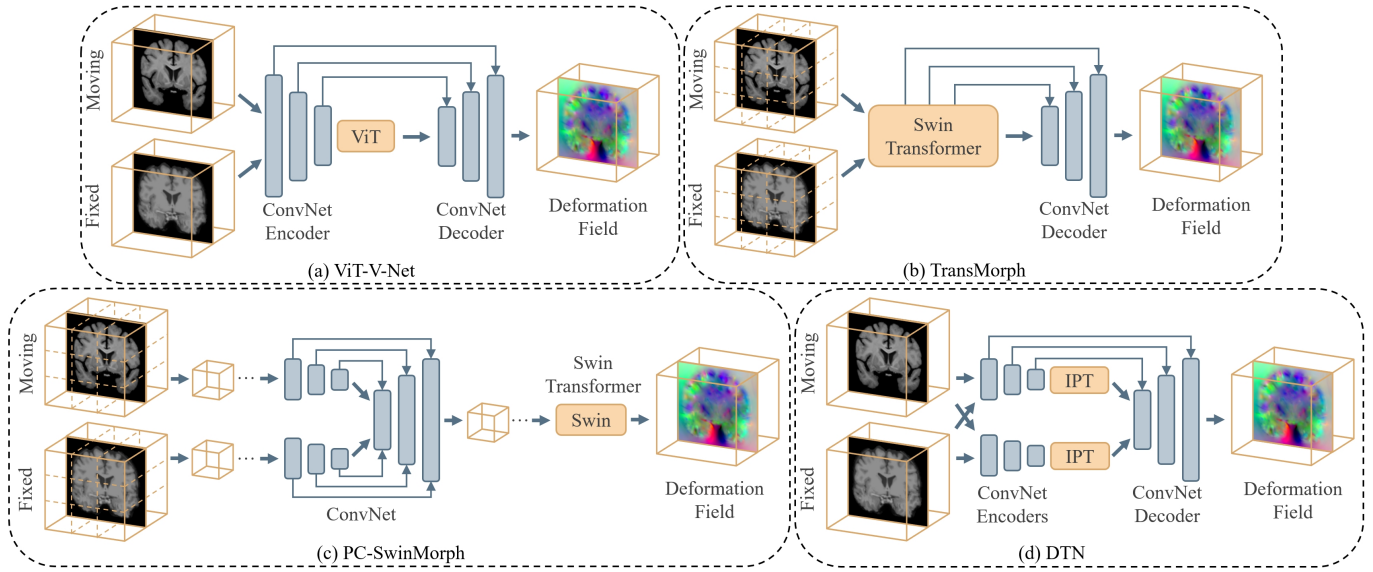 Moving
Fixed
ViT
ConvNet
Encoder
ConvNet
Decoder
Deformation
Field
(a) ViT-V-Net
Moving
Fixed
Swin
Transformer
ConvNet
Decoder
Deformation
Field
(b) TransMorph
Moving
Fixed
...
...
ConvNet
...
Swin
Transformer
Swin
Deformation
Field
(c) PC-SwinMorph
Moving
Fixed
IPT
IPT
ConvNet
Encoders
ConvNet
Decoder
Deformation
Field
(d) DTN